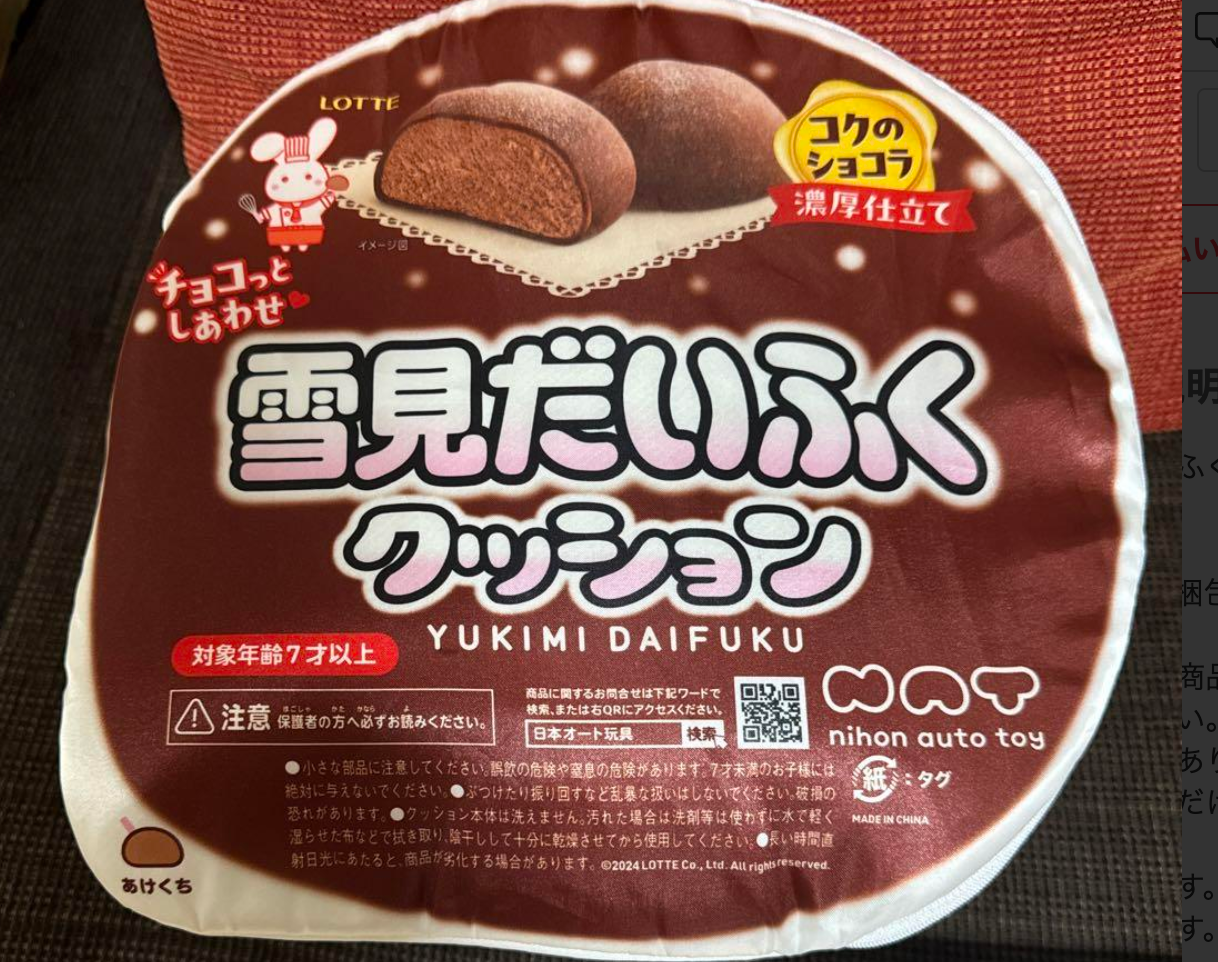 LOTTE
コクの
ショコラ
濃厚仕立て
イメージ図
チョコっと
しあわせ
雪見だいふく
クッション
YUKIMI DAIFUKU
対象年齢7才以上
注意 保護者の方へ必ずお読みください。
商品に関するお問合せは下記ワードで
検索、または右QRにアクセスください。
日本オート玩具 検索
NAT
nihon auto toy
紙:タグ
MADE IN CHINA
●小さな部品に注意してください。誤飲の危険や窒息の危険があります。7才未満のお子様には
絶対に与えないでください。●ぶつけたり振り回すなど乱暴な扱いはしないでください。破損の
恐れがあります。●クッション本体は洗えません。汚れた場合は洗剤等は使わずに水で軽く
湿らせた布などで拭き取り、陰干しして十分に乾燥させてから使用してください。●長い時間直
射日光にあたると、商品が劣化する場合があります。©2024 LOTTE Co., Ltd. All rights reserved.
あけくち